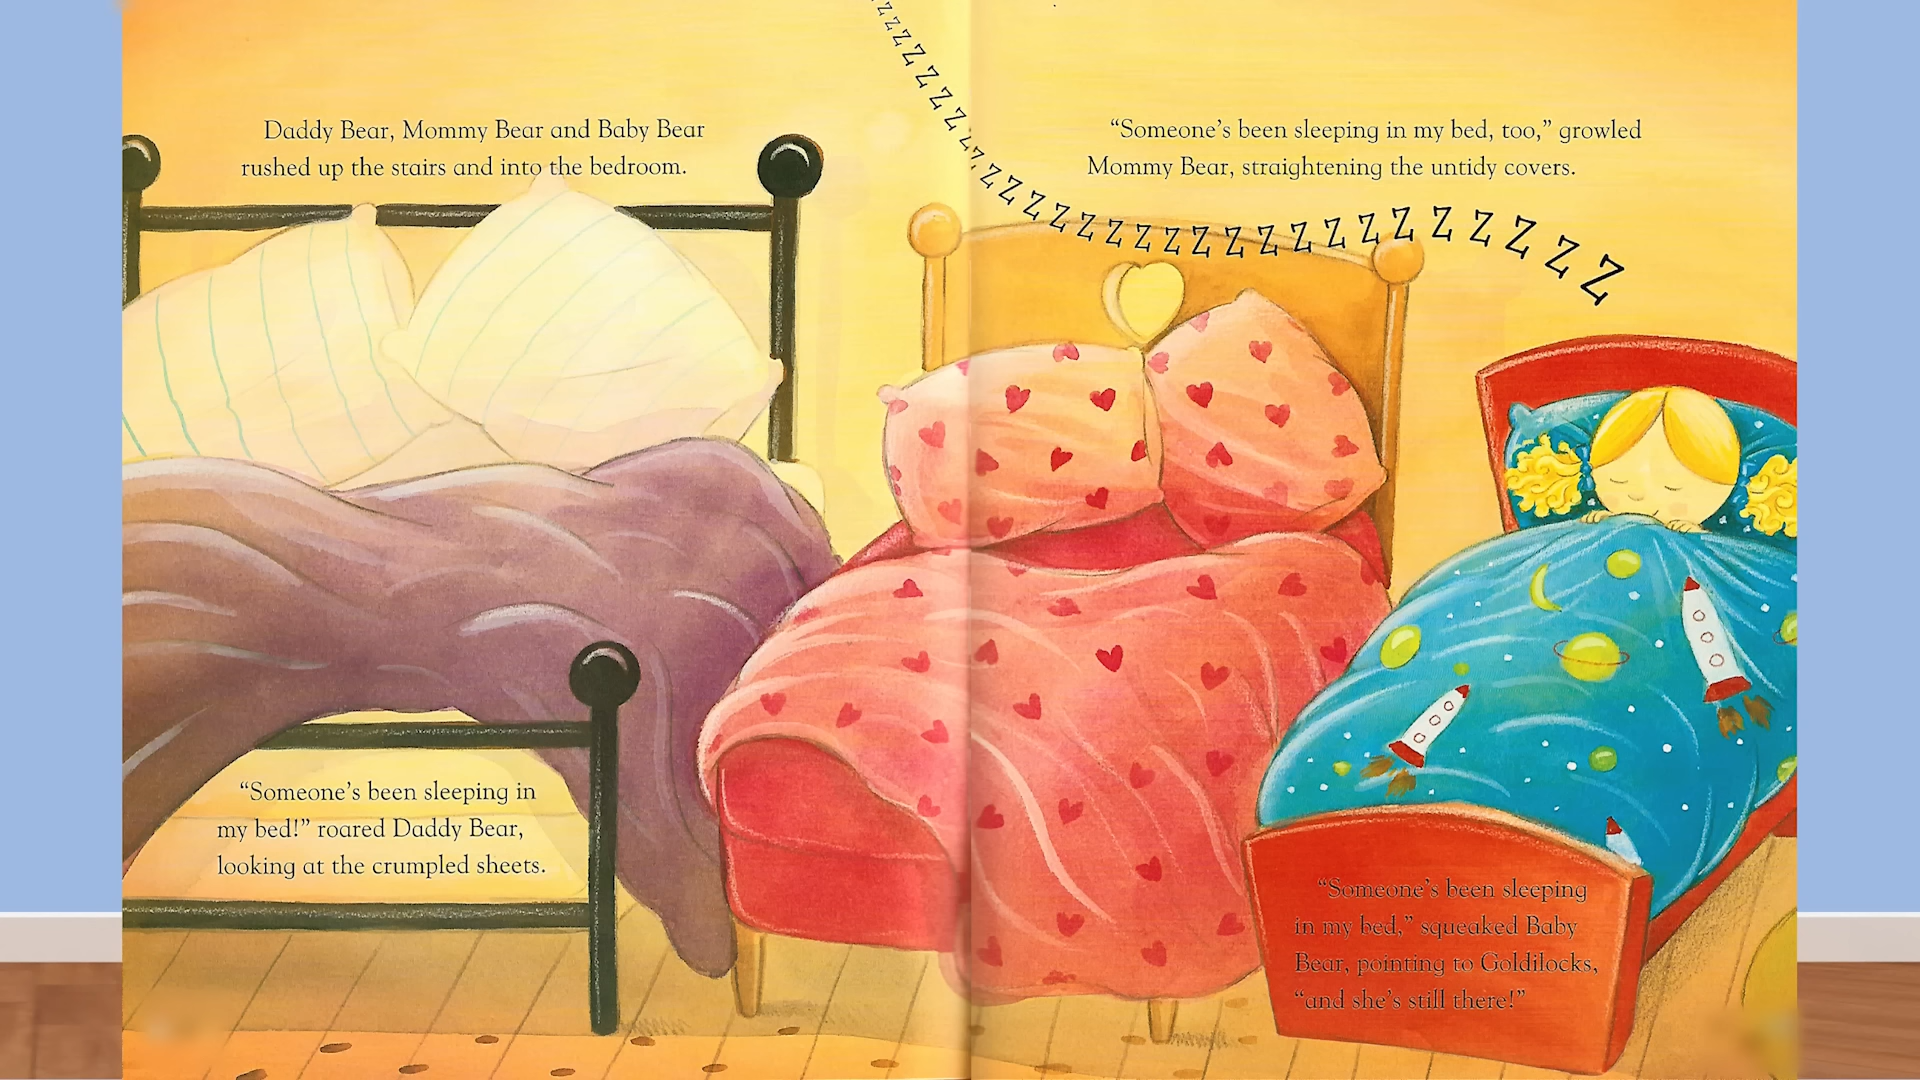 Daddy Bear, Mommy Bear and Baby Bear
rushed up the stairs and into the bedroom.
“Someone’s been sleeping in
my bed!” roared Daddy Bear,
looking at the crumpled sheets.
zzzzzzzzzzzzzzzzzzzZZZZZZZZZZZZZZZZZZ
“Someone’s been sleeping in my bed, too,” growled
Mommy Bear, straightening the untidy covers.
“Someone’s been sleeping
in my bed,” squeaked Baby
Bear, pointing to Goldilocks,
“and she’s still there!”